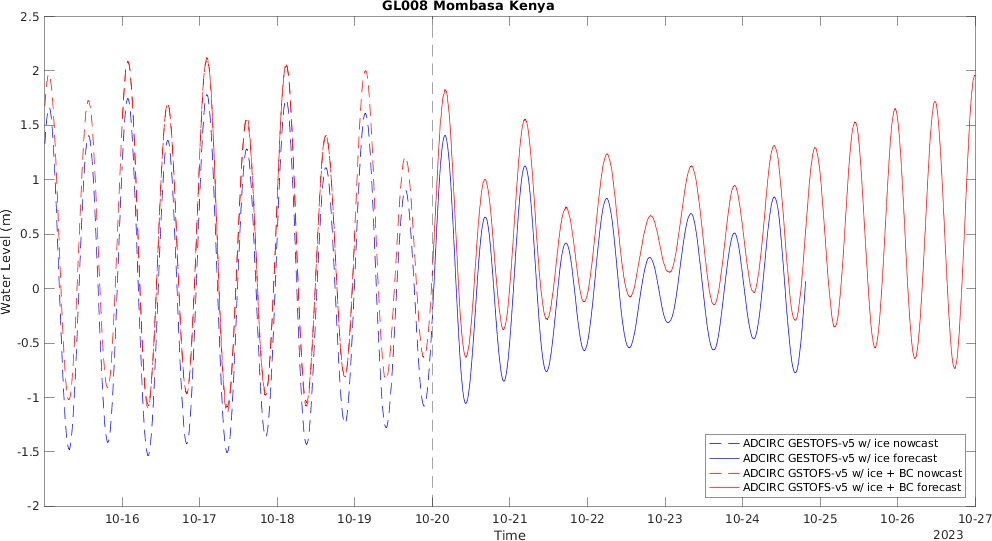 GL008 Mombasa Kenya
Water Level (m)
2.5
2
1.5
1
0.5
0
-0.5
-1
-1.5
-2
ADCIRC GESTOFS-v5 w/ ice nowcast
ADCIRC GESTOFS-v5 w/ ice forecast
ADCIRC GSTOFS-v5 w/ ice + BC nowcast
ADCIRC GSTOFS-v5 w/ ice + BC forecast
10-16 10-17 10-18 10-19 10-20 10-21 10-22 10-23 10-24 10-25 10-26 10-27
Time
2023